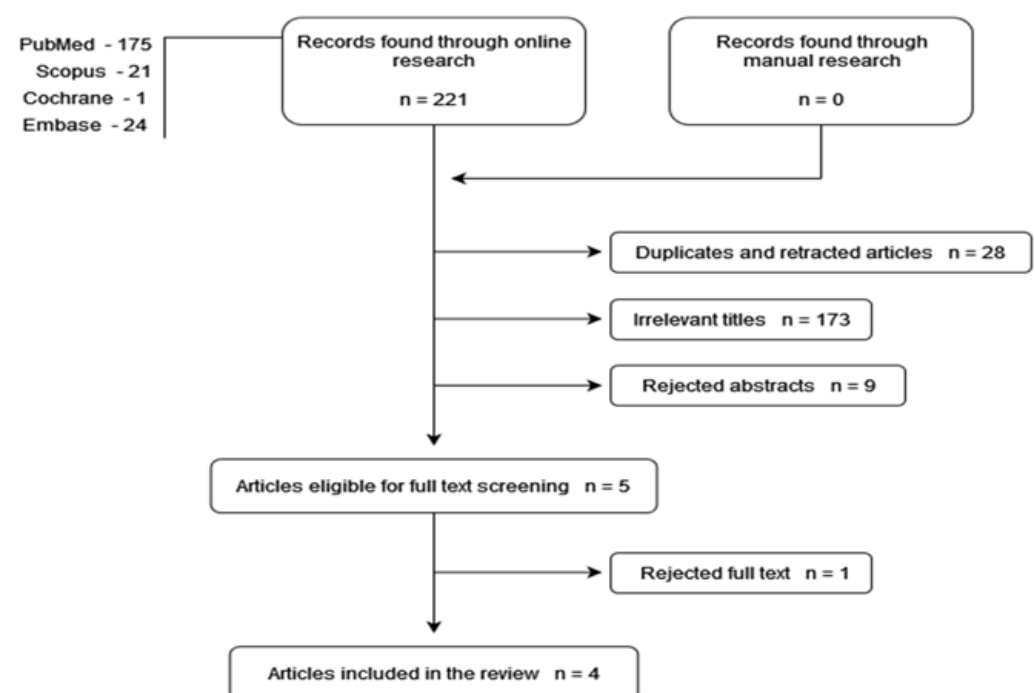 PubMed - 175
Scopus - 21
Cochrane - 1
Embase - 24
Records found through online
research
n = 221
Records found through
manual research
n = 0
Duplicates and retracted articles n = 28
Irrelevant titles n = 173
Rejected abstracts n = 9
Articles eligible for full text screening n = 5
Rejected full text n = 1
Articles included in the review n = 4